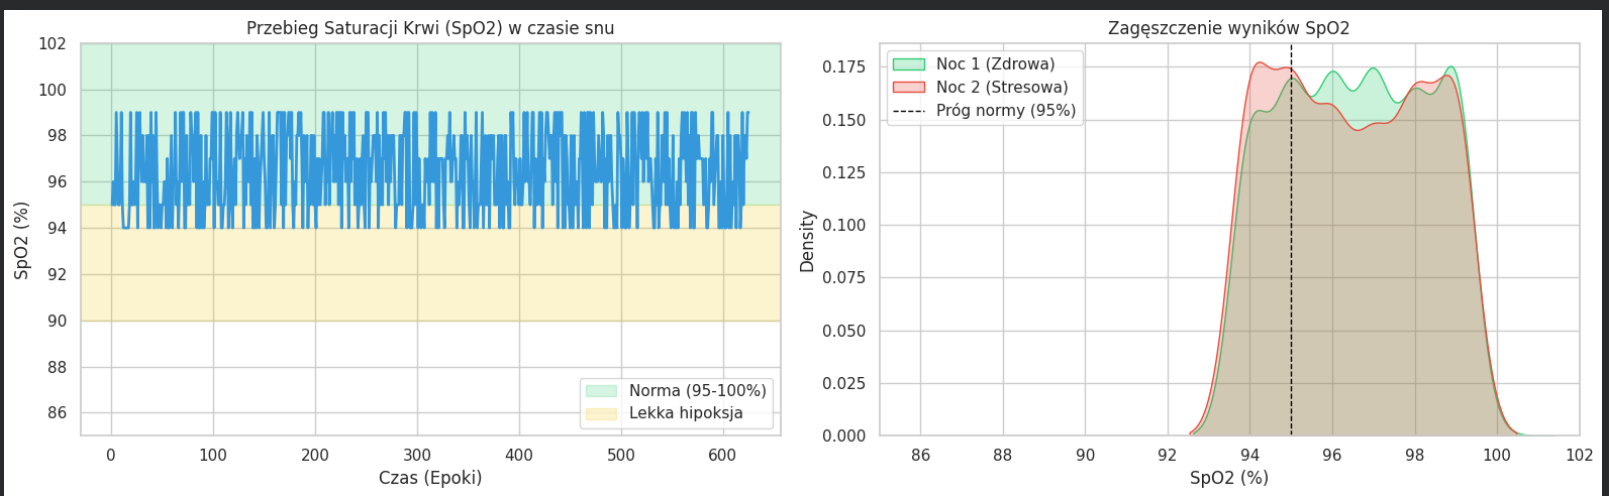 Przebieg Saturacji Krwi (SpO2) w czasie snu
102
100
98
96
94
92
90
88
86
SpO2 (%)
Norma (95-100%)
Lekka hipoksja
0 100 200 300 400 500 600
Czas (Epoki)
Zagęszczenie wyników SpO2
Noc 1 (Zdrowa)
Noc 2 (Stresowa)
Próg normy (95%)
0.175
0.150
0.125
0.100
0.075
0.050
0.025
0.000
Density
86 88 90 92 94 96 98 100 102
SpO2 (%)